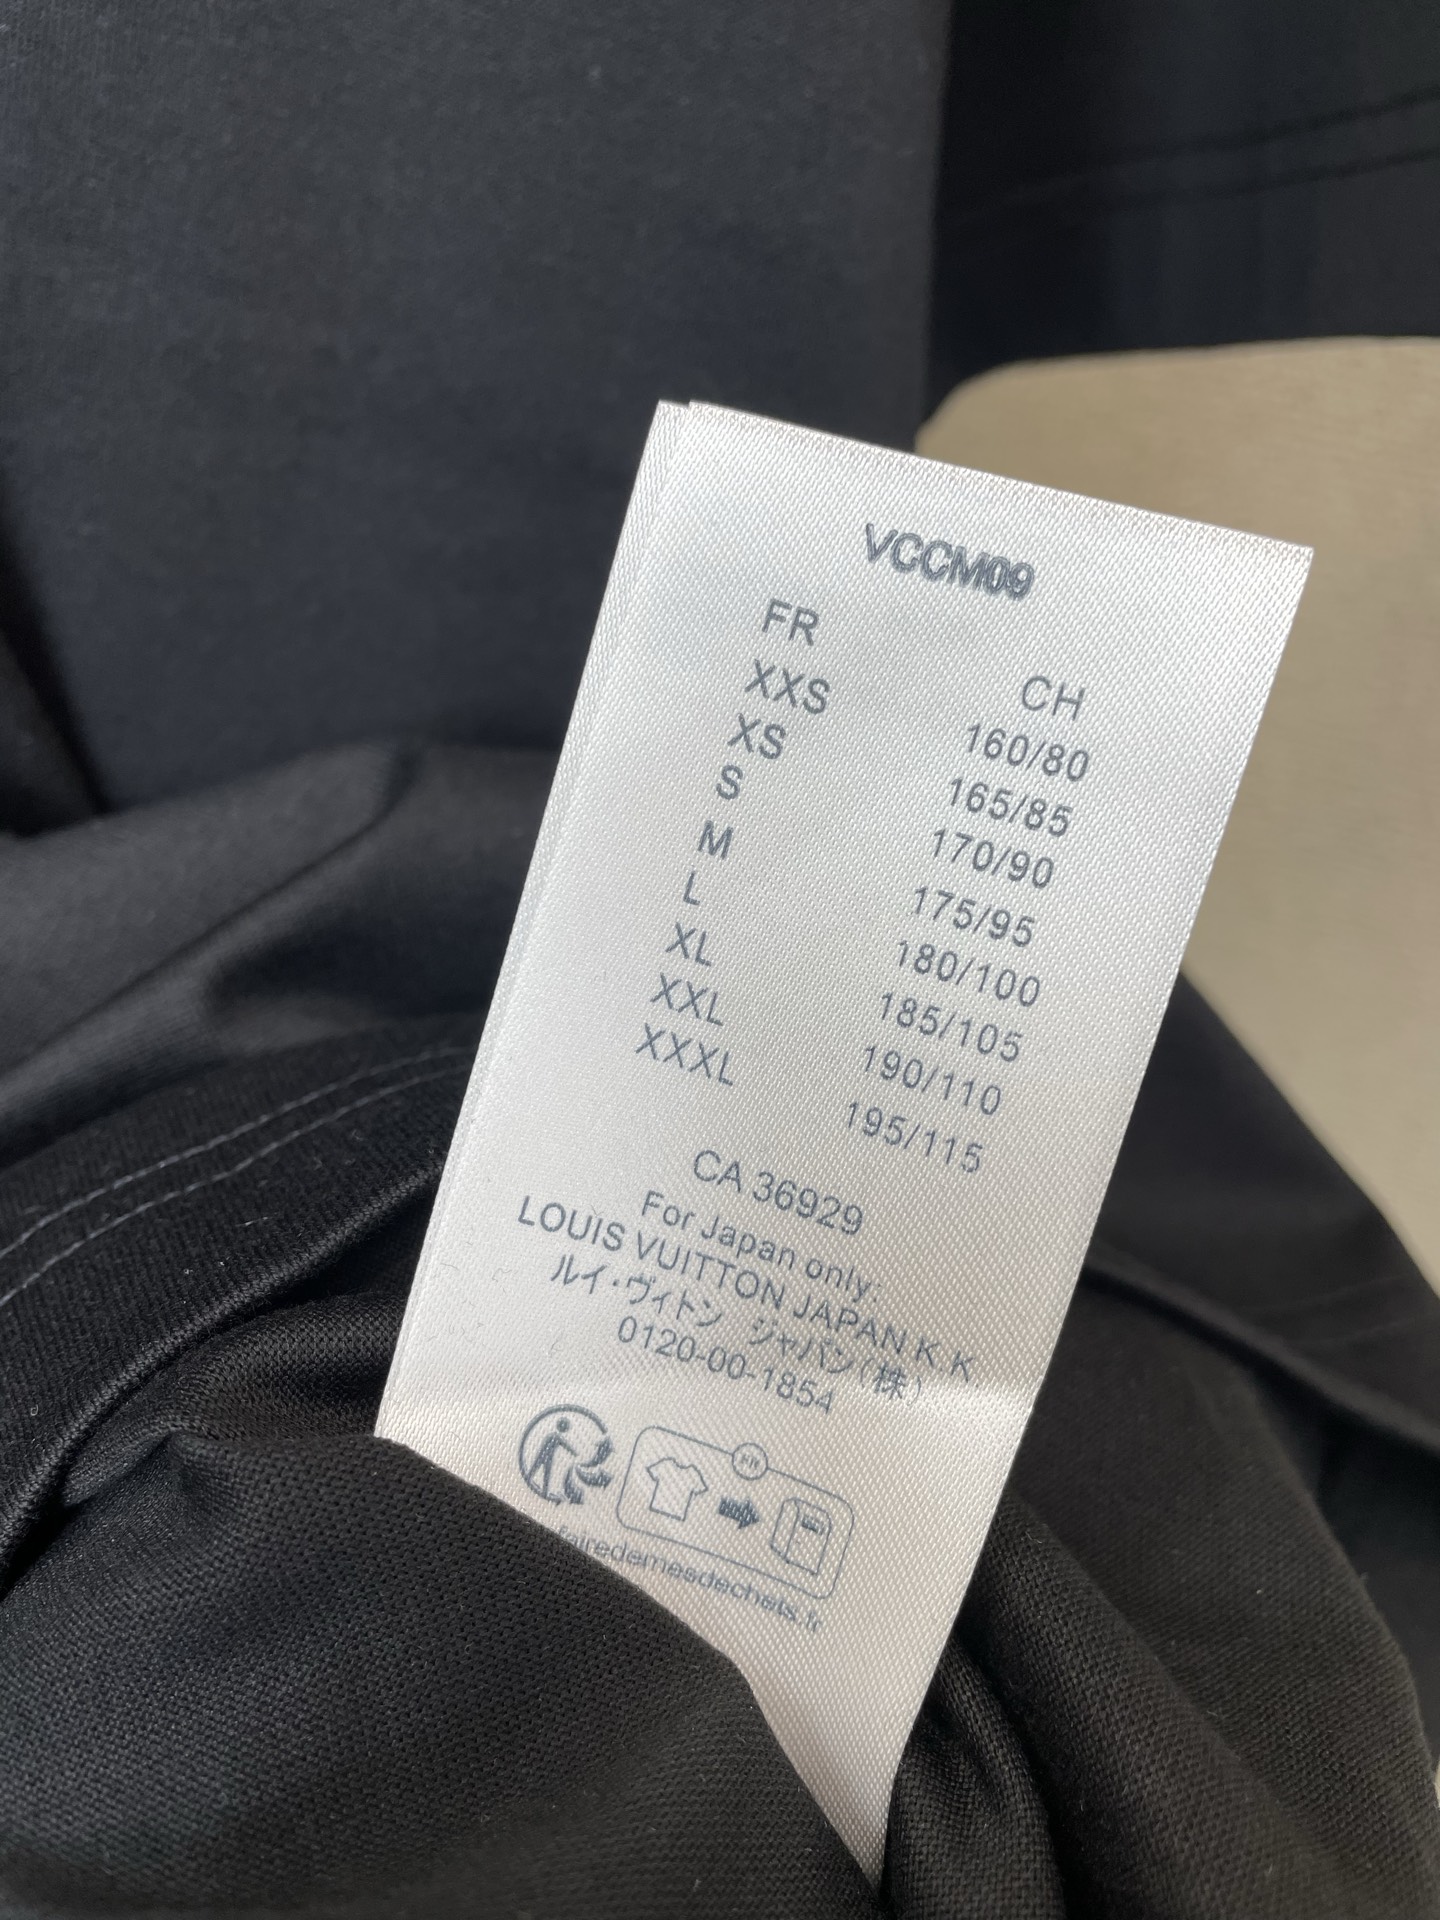 VCCM09
FR CH
XXS 160/80
XS 165/85
S 170/90
M 175/95
L 180/100
XL 185/105
XXL 190/110
XXXL 195/115
CA 36929
For Japan only:
LOUIS VUITTON JAPAN K.K
ルイ・ヴィトン ジャパン(株)
0120-00-1854
FR
fairedemesdechets.fr